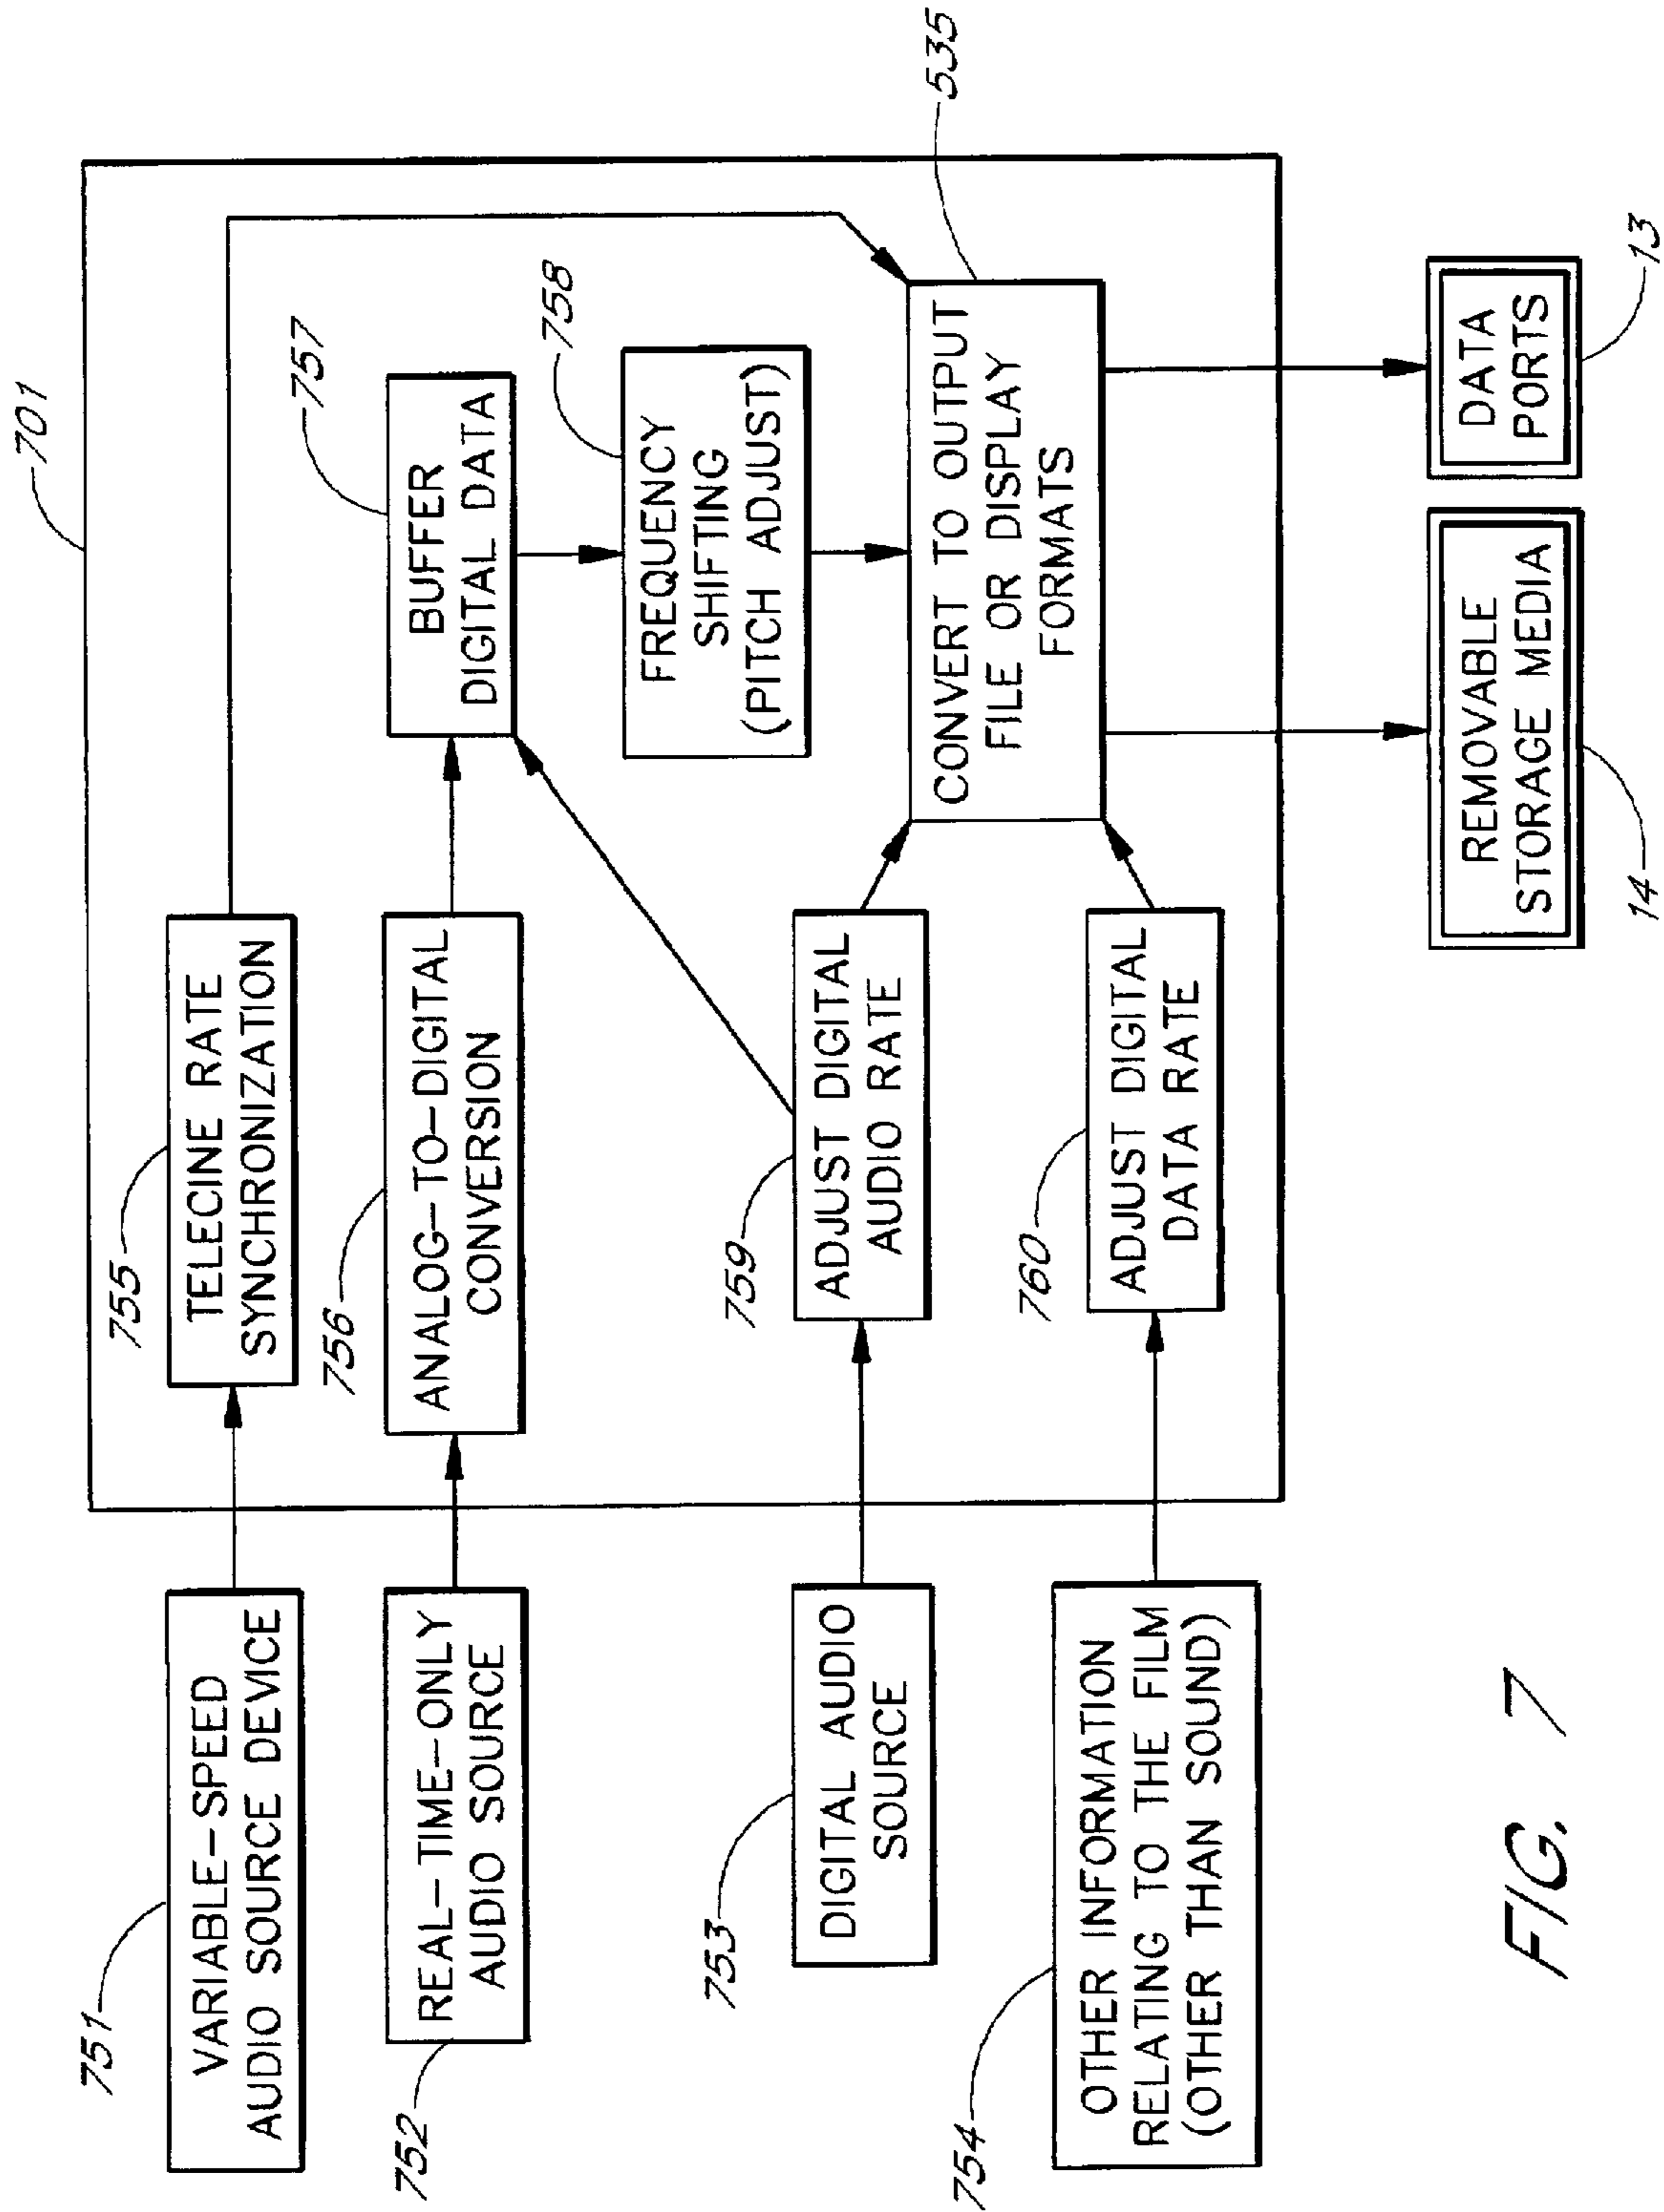 701
751
VARIABLE-SPEED
AUDIO SOURCE DEVICE
755
TELECINE RATE
SYNCHRONIZATION
752
REAL-TIME-ONLY
AUDIO SOURCE
756
ANALOG-TO-DIGITAL
CONVERSION
757
BUFFER
DIGITAL DATA
758
FREQUENCY
SHIFTING
(PITCH ADJUST)
753
DIGITAL AUDIO
SOURCE
759
ADJUST DIGITAL
AUDIO RATE
535
CONVERT TO OUTPUT
FILE OR DISPLAY
FORMATS
754
OTHER INFORMATION
RELATING TO THE FILM
(OTHER THAN SOUND)
760
ADJUST DIGITAL
DATA RATE
14
REMOVABLE
STORAGE MEDIA
DATA
PORTS
13
FIG. 7